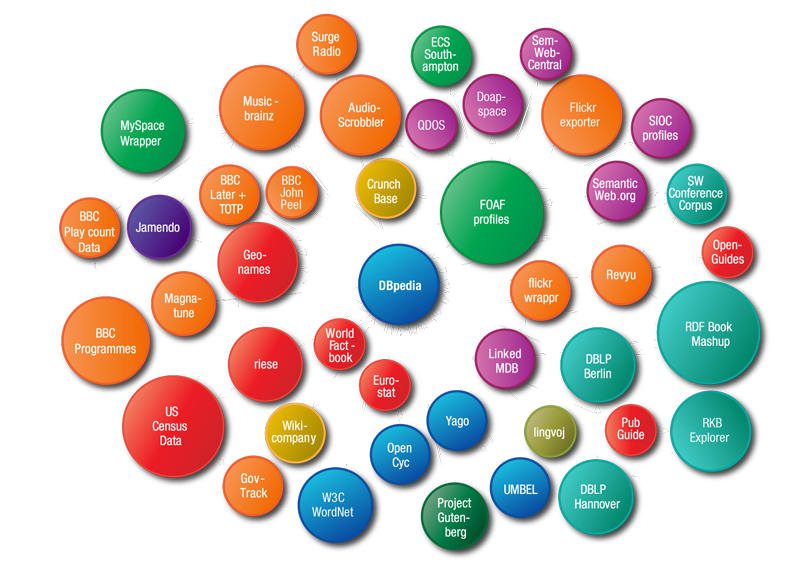 Surge
Radio
ECS
South-
ampton
Sem-
Web-
Central
Music -
brainz
Audio-
Scrobbler
QDOS
Doap-
space
Flickr
exporter
SIOC
profiles
MySpace
Wrapper
BBC
Later +
TOTP
BBC
John
Peel
Crunch
Base
FOAF
profiles
Semantic
Web.org
SW
Conference
Corpus
BBC
Play count
Data
Jamendo
Geo-
names
DBpedia
flickr
wrappr
Revyu
Open-
Guides
Magna-
tune
BBC
Programmes
riese
World
Fact -
book
Euro-
stat
Linked
MDB
DBLP
Berlin
RDF Book
Mashup
US
Census
Data
Wiki-
company
Open
Cyc
Yago
lingvoj
Pub
Guide
RKB
Explorer
Gov-
Track
W3C
WordNet
Project
Guten-
berg
UMBEL
DBLP
Hannover